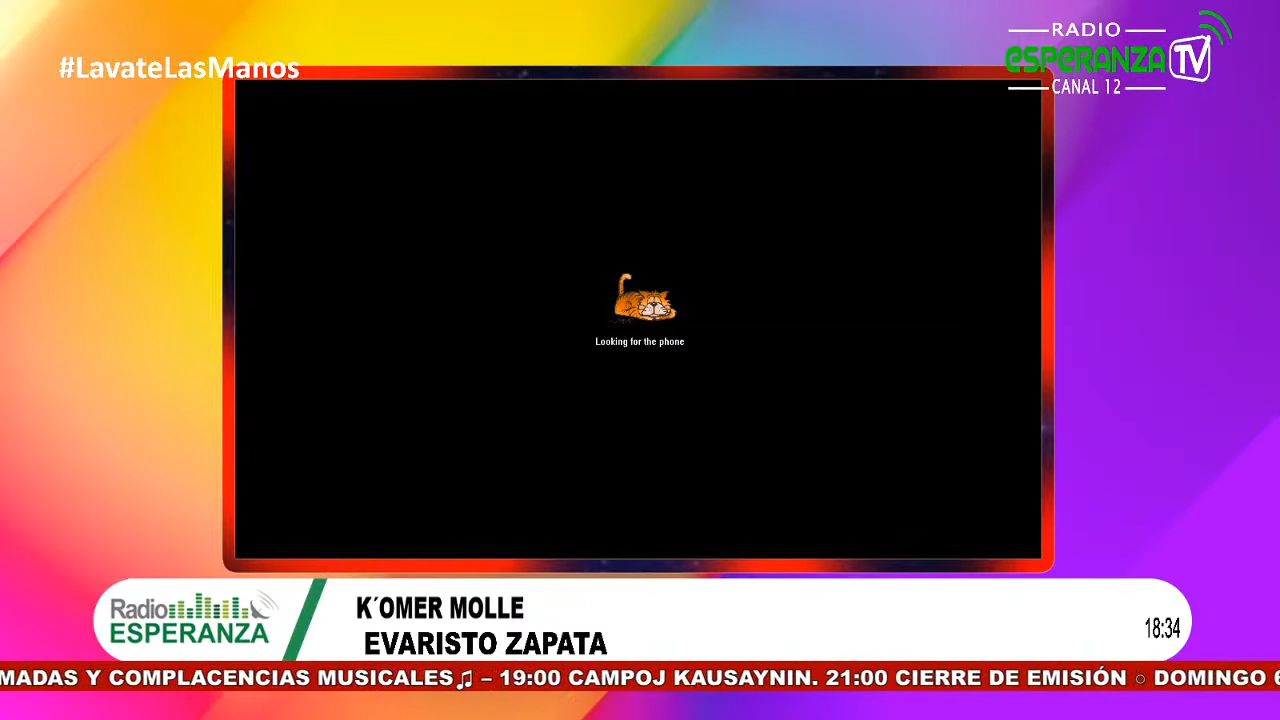 #LavateLasManos
RADIO
ESPERANZA TV
CANAL 12
Looking for the phone
Radio
ESPERANZA
K´OMER MOLLE
EVARISTO ZAPATA
18:34
MADAS Y COMPLACENCIAS MUSICALES♫ – 19:00 CAMPOJ KAUSAYNIN. 21:00 CIERRE DE EMISIÓN ○ DOMINGO 6